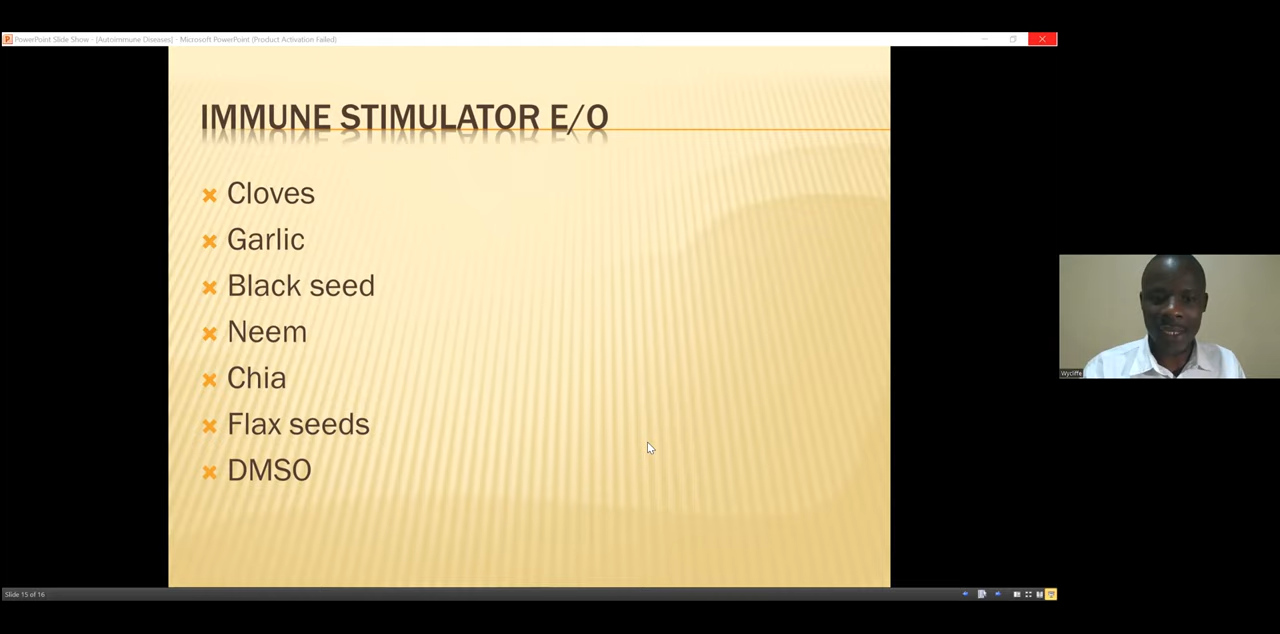 PowerPoint Slide Show - [Autoimmune Diseases] - Microsoft PowerPoint (Product Activation Failed)
IMMUNE STIMULATOR E/O
Cloves
Garlic
Black seed
Neem
Chia
Flax seeds
DMSO
Wycliffe
Slide 15 of 16